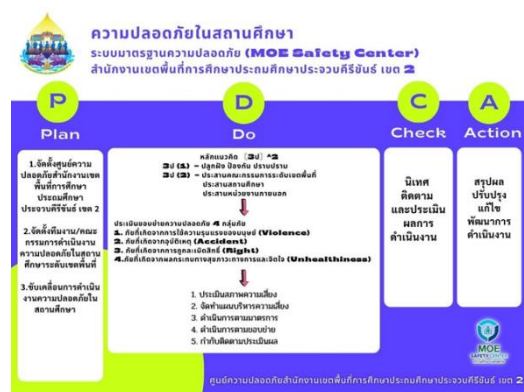 ความปลอดภัยในสถานศึกษา
ระบบมาตรฐานความปลอดภัย (MOE Safety Center)
สำนักงานเขตพื้นที่การศึกษาประถมศึกษาประจวบคีรีขันธ์ เขต 2
P
Plan
1.จัดตั้งศูนย์ความ
ปลอดภัยสำนักงานเขต
พื้นที่การศึกษา
ประถมศึกษา
ประจวบคีรีขันธ์ เขต 2
2.จัดตั้งทีมงาน/คณะ
กรรมการดำเนินงาน
ความปลอดภัยในสถาน
ศึกษาระดับเขตพื้นที่
3.ขับเคลื่อนการดำเนิน
งานความปลอดภัยใน
สถานศึกษา
D
Do
หลักแนวคิด (3ป) ^2
3ป (1) – ปลูกฝัง ป้องกัน ปราบปราม
3ป (2) – ประสานคณะกรรมการระดับเขตพื้นที่
ประสานสถานศึกษา
ประสานหน่วยงานภายนอก
ประเมินขอบข่ายความปลอดภัย 4 กลุ่มภัย
1. ภัยที่เกิดจากการใช้ความรุนแรงของมนุษย์ (Violence)
2. ภัยที่เกิดจากอุบัติเหตุ (Accident)
3. ภัยที่เกิดจากการถูกละเมิดสิทธิ์ (Right)
4.ภัยที่เกิดจากผลกระทบทางสุขภาวะทางกายและจิตใจ (Unhealthiness)
1. ประเมินสภาพความเสี่ยง
2. จัดทำแผนบริหารความเสี่ยง
3. ดำเนินการตามมาตรการ
4. ดำเนินการตามขอบข่าย
5. กำกับติดตามประเมินผล
C
Check
นิเทศ
ติดตาม
และประเมิน
ผลการ
ดำเนินงาน
A
Action
สรุปผล
ปรับปรุง
แก้ไข
พัฒนาการ
ดำเนินงาน
MOE
SAFETY CENTER
ศูนย์ความปลอดภัยสำนักงานเขตพื้นที่การศึกษาประถมศึกษาประจวบคีรีขันธ์ เขต 2